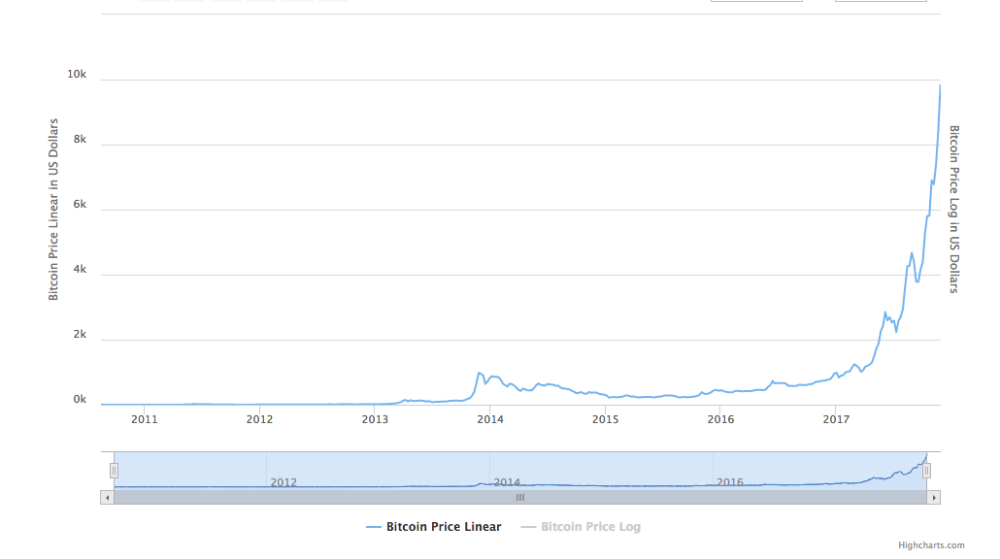 10k
8k
6k
4k
2k
0k
Bitcoin Price Linear in US Dollars
Bitcoin Price Log in US Dollars
2011 2012 2013 2014 2015 2016 2017
2012 2014 2016
Bitcoin Price Linear Bitcoin Price Log
Highcharts.com